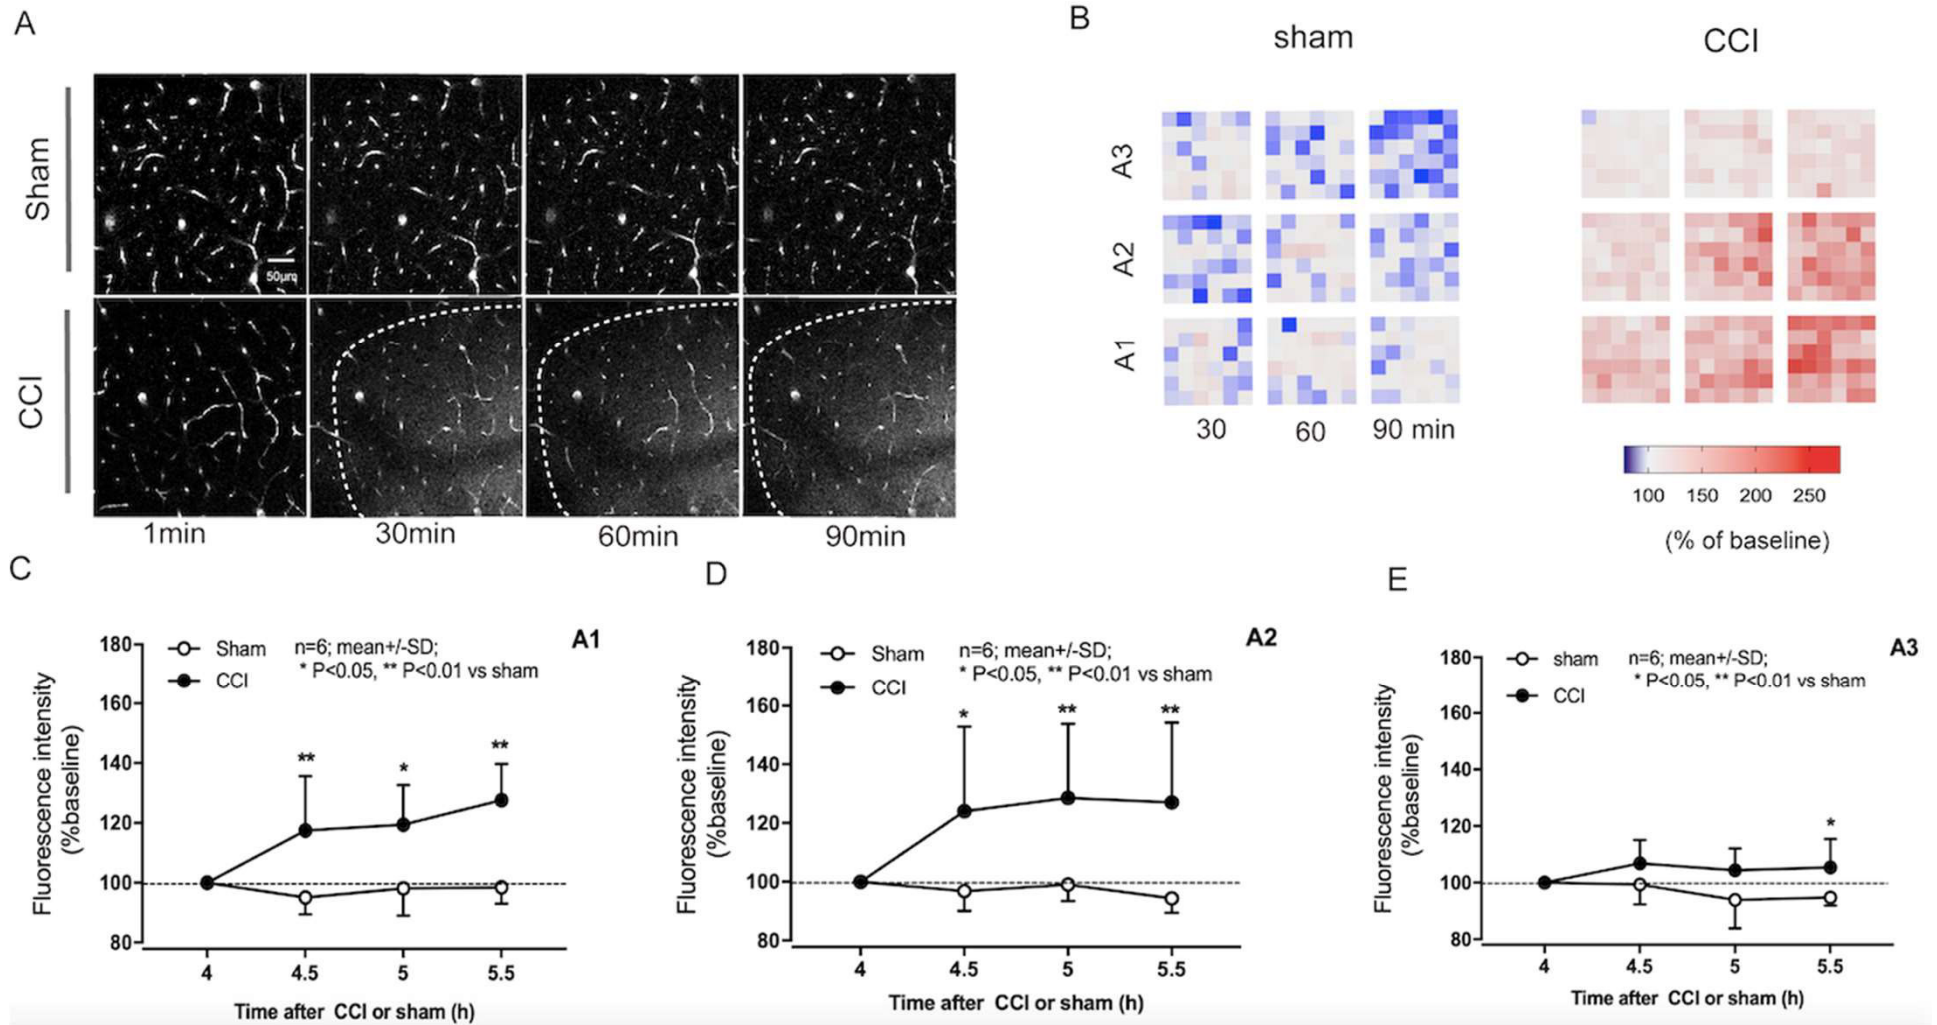 A
Sham
50μm
CCI
1min
30min
60min
90min
B
sham
CCI
A3
A2
A1
30
60
90 min
100
150
200
250
(% of baseline)
C
Fluorescence intensity
(%baseline)
180
160
140
120
100
80
Sham
CCI
n=6; mean+/-SD;
* P<0.05, ** P<0.01 vs sham
A1
**
*
**
4
4.5
5
5.5
Time after CCI or sham (h)
D
Fluorescence intensity
(%baseline)
180
160
140
120
100
80
Sham
CCI
n=6; mean+/-SD;
* P<0.05, ** P<0.01 vs sham
A2
*
**
**
4
4.5
5
5.5
Time after CCI or sham (h)
E
Fluorescence intensity
(%baseline)
180
160
140
120
100
80
sham
CCI
n=6; mean+/-SD;
* P<0.05, ** P<0.01 vs sham
A3
*
4
4.5
5
5.5
Time after CCI or sham (h)